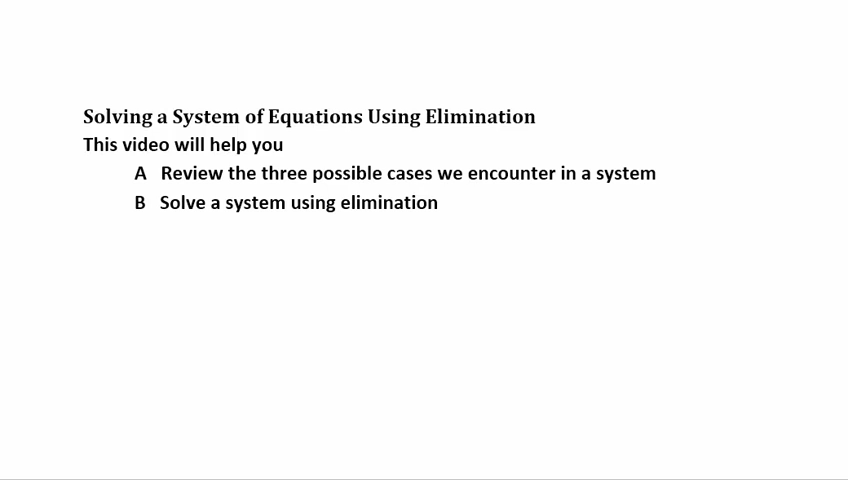 Solving a System of Equations Using Elimination
This video will help you
A Review the three possible cases we encounter in a system
B Solve a system using elimination